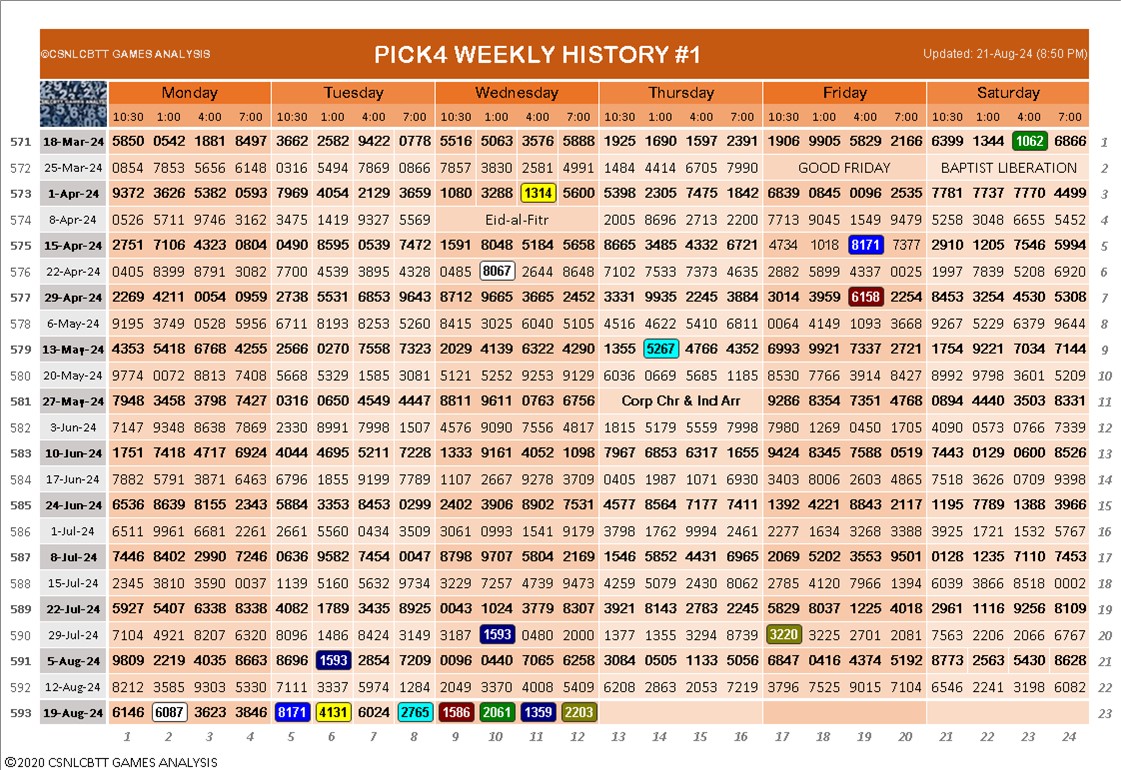 ©CSNLCBTT GAMES ANALYSIS PICK4 WEEKLY HISTORY #1 Updated: 21-Aug-24 (8:50 PM)
Monday Tuesday Wednesday Thursday Friday Saturday
10:30 1:00 4:00 7:00 10:30 1:00 4:00 7:00 10:30 1:00 4:00 7:00 10:30 1:00 4:00 7:00 10:30 1:00 4:00 7:00 10:30 1:00 4:00 7:00
571 18-Mar-24 5850 0542 1881 8497 3662 2582 9422 0778 5516 5063 3576 5888 1925 1690 1597 2391 1906 9905 5829 2166 6399 1344 1062 6866 1
572 25-Mar-24 0854 7853 5656 6148 0316 5494 7869 0866 7857 3830 2581 4991 1484 4414 6705 7990 GOOD FRIDAY BAPTIST LIBERATION 2
573 1-Apr-24 9372 3626 5382 0593 7969 4054 2129 3659 1080 3288 1314 5600 5398 2305 7475 1842 6839 0845 0096 2535 7781 7737 7770 4499 3
574 8-Apr-24 0526 5711 9746 3162 3475 1419 9327 5569 Eid-al-Fitr 2005 8696 2713 2200 7713 9045 1549 9479 5258 3048 6655 5452 4
575 15-Apr-24 2751 7106 4323 0804 0490 8595 0539 7472 1591 8048 5184 5658 8665 3485 4332 6721 4734 1018 8171 7377 2910 1205 7546 5994 5
576 22-Apr-24 0405 8399 8791 3082 7700 4539 3895 4328 0485 8067 2644 8648 7102 7533 7373 4635 2882 5899 4337 0025 1997 7839 5208 6920 6
577 29-Apr-24 2269 4211 0054 0959 2738 5531 6853 9643 8712 9665 3665 2452 3331 9935 2245 3884 3014 3959 6158 2254 8453 3254 4530 5308 7
578 6-May-24 9195 3749 0528 5956 6711 8193 8253 5260 8415 3025 6040 5105 4516 4622 5410 6811 0064 4149 1093 3668 9267 5229 6379 9644 8
579 13-May-24 4353 5418 6768 4255 2566 0270 7558 7323 2029 4139 6322 4290 1355 5267 4766 4352 6993 9921 7337 2721 1754 9221 7034 7144 9
580 20-May-24 9774 0072 8813 7408 5668 5329 1585 3081 5121 5252 9253 9129 6036 0669 5685 1185 8530 7766 3914 8427 8992 9798 3601 5209 10
581 27-May-24 7948 3458 3798 7427 0316 0650 4549 4447 8811 9611 0763 6756 Corp Chr & Ind Arr 9286 8354 7351 4768 0894 4440 3503 8331 11
582 3-Jun-24 7147 9348 8638 7869 2330 8991 7998 1507 4576 9090 7556 4817 1815 5179 5559 7998 7980 1269 0450 1705 4090 0573 0766 7339 12
583 10-Jun-24 1751 7418 4717 6924 4044 4695 5211 7228 1333 9161 4052 1098 7967 6853 6317 1655 9424 8345 7588 0519 7443 0129 0600 8526 13
584 17-Jun-24 7882 5791 3871 6463 6796 1855 9199 7789 1107 2667 9278 3709 0405 1987 1071 6930 3403 8006 2603 4865 7518 3626 0709 9398 14
585 24-Jun-24 6536 8639 8155 2343 5884 3353 8453 0299 2402 3906 8902 7531 4577 8564 7177 7411 1392 4221 8843 2117 1195 7789 1388 3966 15
586 1-Jul-24 6511 9961 6681 2261 2661 5560 0434 3509 3061 0993 1541 9179 3798 1762 9994 2461 2277 1634 3268 3388 3925 1721 1532 5767 16
587 8-Jul-24 7446 8402 2990 7246 0636 9582 7454 0047 8798 9707 5804 2169 1546 5852 4431 6965 2069 5202 3553 9501 0128 1235 7110 7453 17
588 15-Jul-24 2345 3810 3590 0037 1139 5160 5632 9734 3229 7257 4739 9473 4259 5079 2430 8062 2785 4120 7966 1394 6039 3866 8518 0002 18
589 22-Jul-24 5927 5407 6338 8338 4082 1789 3435 8925 0043 1024 3779 8307 3921 8143 2783 2245 5829 8037 1225 4018 2961 1116 9256 8109 19
590 29-Jul-24 7104 4921 8207 6320 8096 1486 8424 3149 3187 1593 0480 2000 1377 1355 3294 8739 3220 3225 2701 2081 7563 2206 2066 6767 20
591 5-Aug-24 9809 2219 4035 8663 8696 1593 2854 7209 0096 0440 7065 6258 3084 0505 1133 5056 6847 0416 4374 5192 8773 2563 5430 8628 21
592 12-Aug-24 8212 3585 9303 5330 7111 3337 5974 1284 2049 3370 4008 5409 6208 2863 2053 7219 3796 7525 9015 7104 6546 2241 3198 6082 22
593 19-Aug-24 6146 6087 3623 3846 8171 4131 6024 2765 1586 2061 1359 2203 23
1 2 3 4 5 6 7 8 9 10 11 12 13 14 15 16 17 18 19 20 21 22 23 24
©2020 CSNLCBTT GAMES ANALYSIS